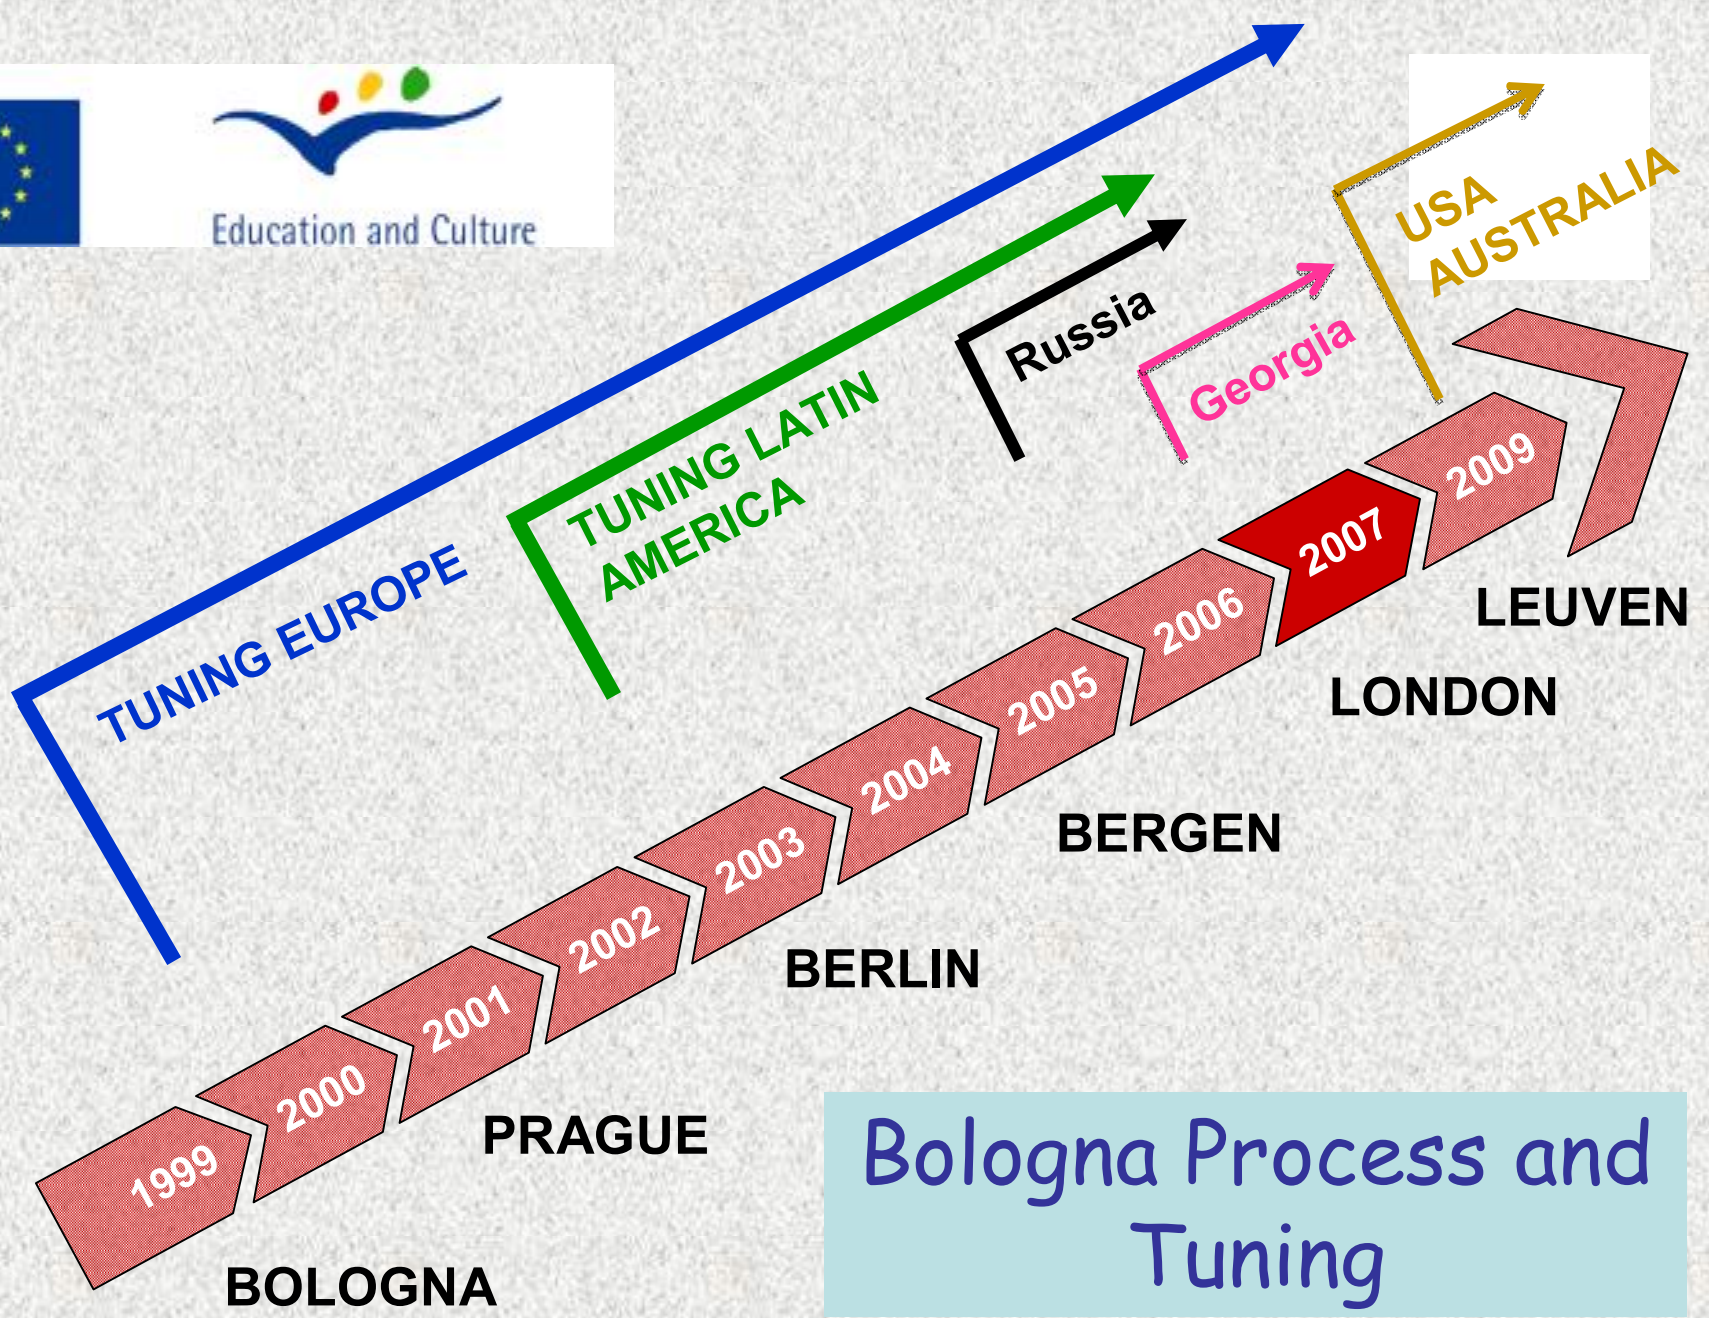 Education and Culture
TUNING EUROPE
TUNING LATIN
AMERICA
Russia
Georgia
USA
AUSTRALIA
1999
2000
2001
2002
2003
2004
2005
2006
2007
2009
BOLOGNA
PRAGUE
BERLIN
BERGEN
LONDON
LEUVEN
Bologna Process and
Tuning